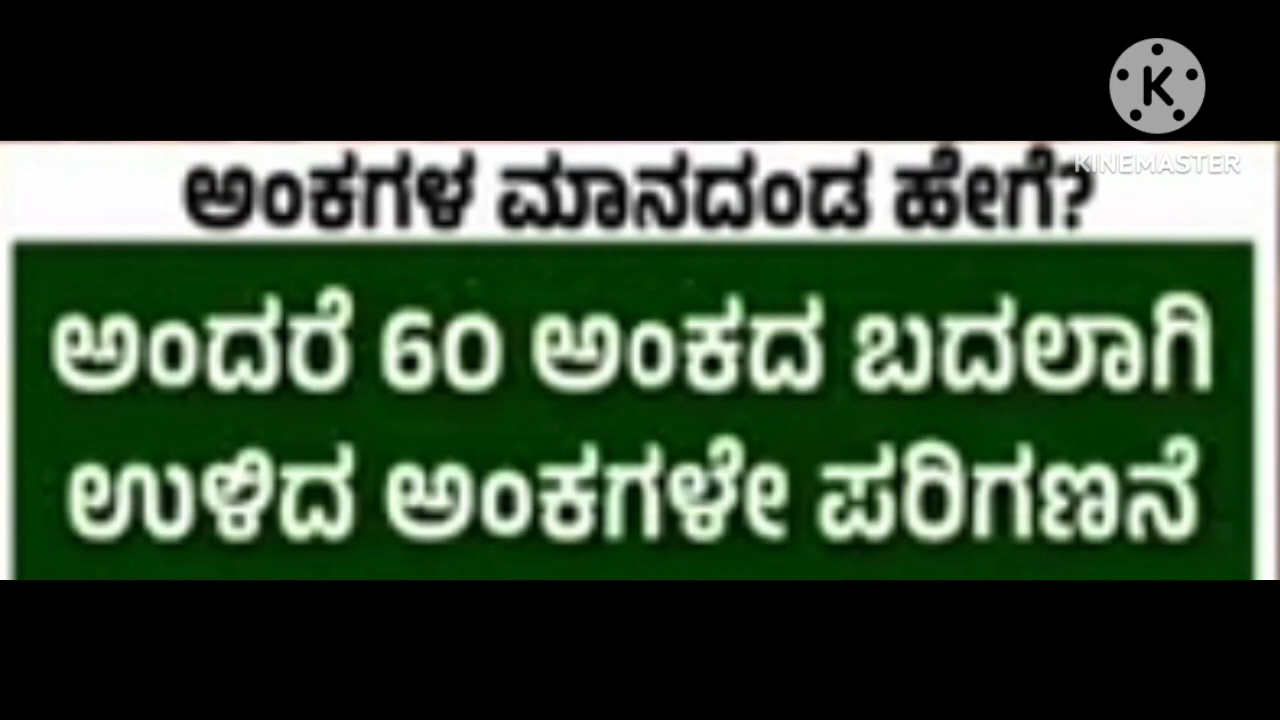 K
KINEMASTER
ಅಂಕಗಳ ಮಾನದಂಡ ಹೇಗೆ?
ಅಂದರೆ 60 ಅಂಕದ ಬದಲಾಗಿ
ಉಳಿದ ಅಂಕಗಳೇ ಪರಿಗಣನೆ